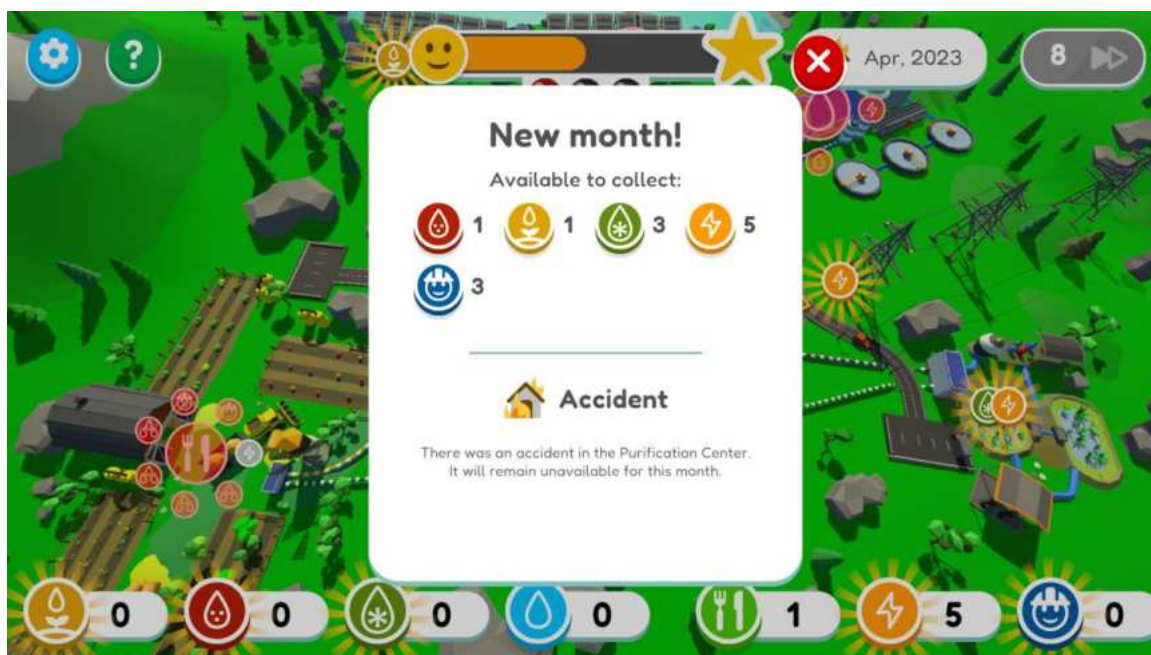 ?
Apr, 2023
8
New month!
Available to collect:
1 1 3 5
3
Accident
There was an accident in the Purification Center.
It will remain unavailable for this month.
0 0 0 0 1 5 0